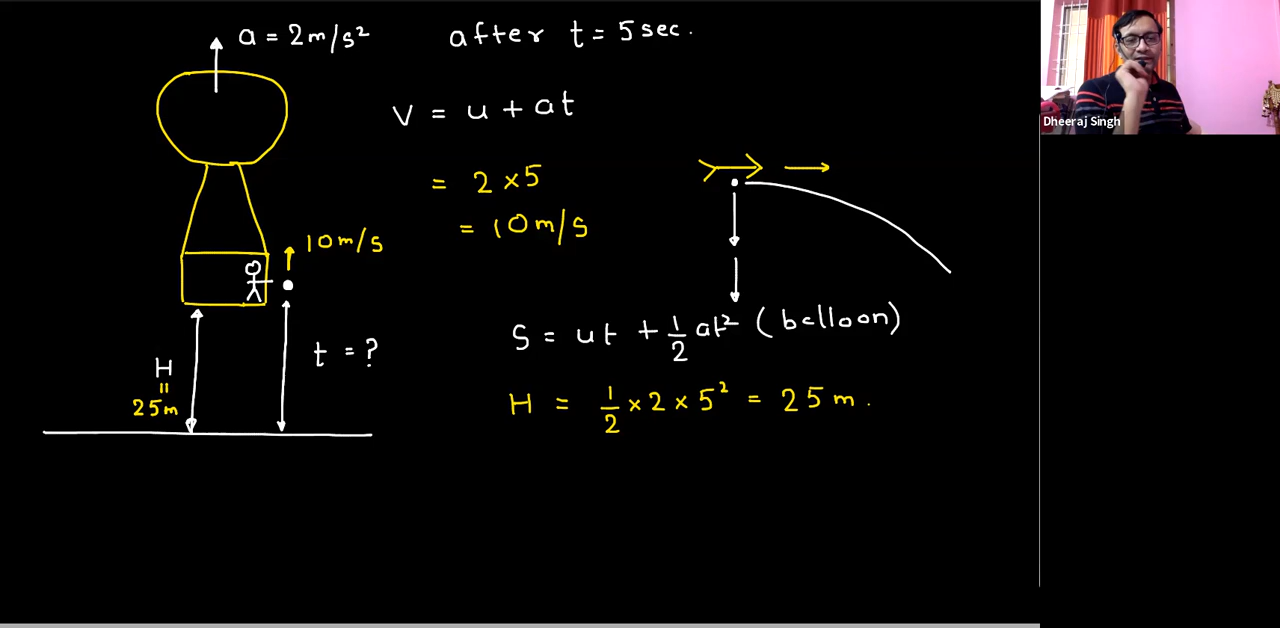 a = 2m/s²
after t = 5 sec.
v = u + at
= 2 × 5
= 10m/s
10m/s
t = ?
H
=
25m
S = ut + 1/2 at² (balloon)
H = 1/2 × 2 × 5² = 25 m.
Dheeraj Singh